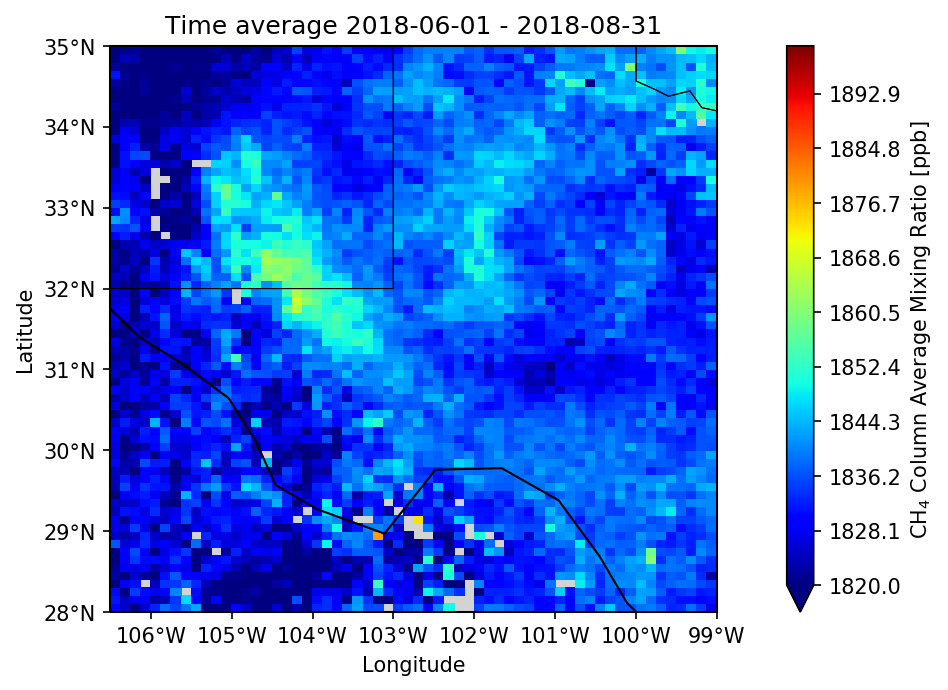 Time average 2018-06-01 - 2018-08-31
35°N
34°N
33°N
32°N
31°N
30°N
29°N
28°N
Latitude
106°W 105°W 104°W 103°W 102°W 101°W 100°W 99°W
Longitude
1892.9
1884.8
1876.7
1868.6
1860.5
1852.4
1844.3
1836.2
1828.1
1820.0
CH₄ Column Average Mixing Ratio [ppb]